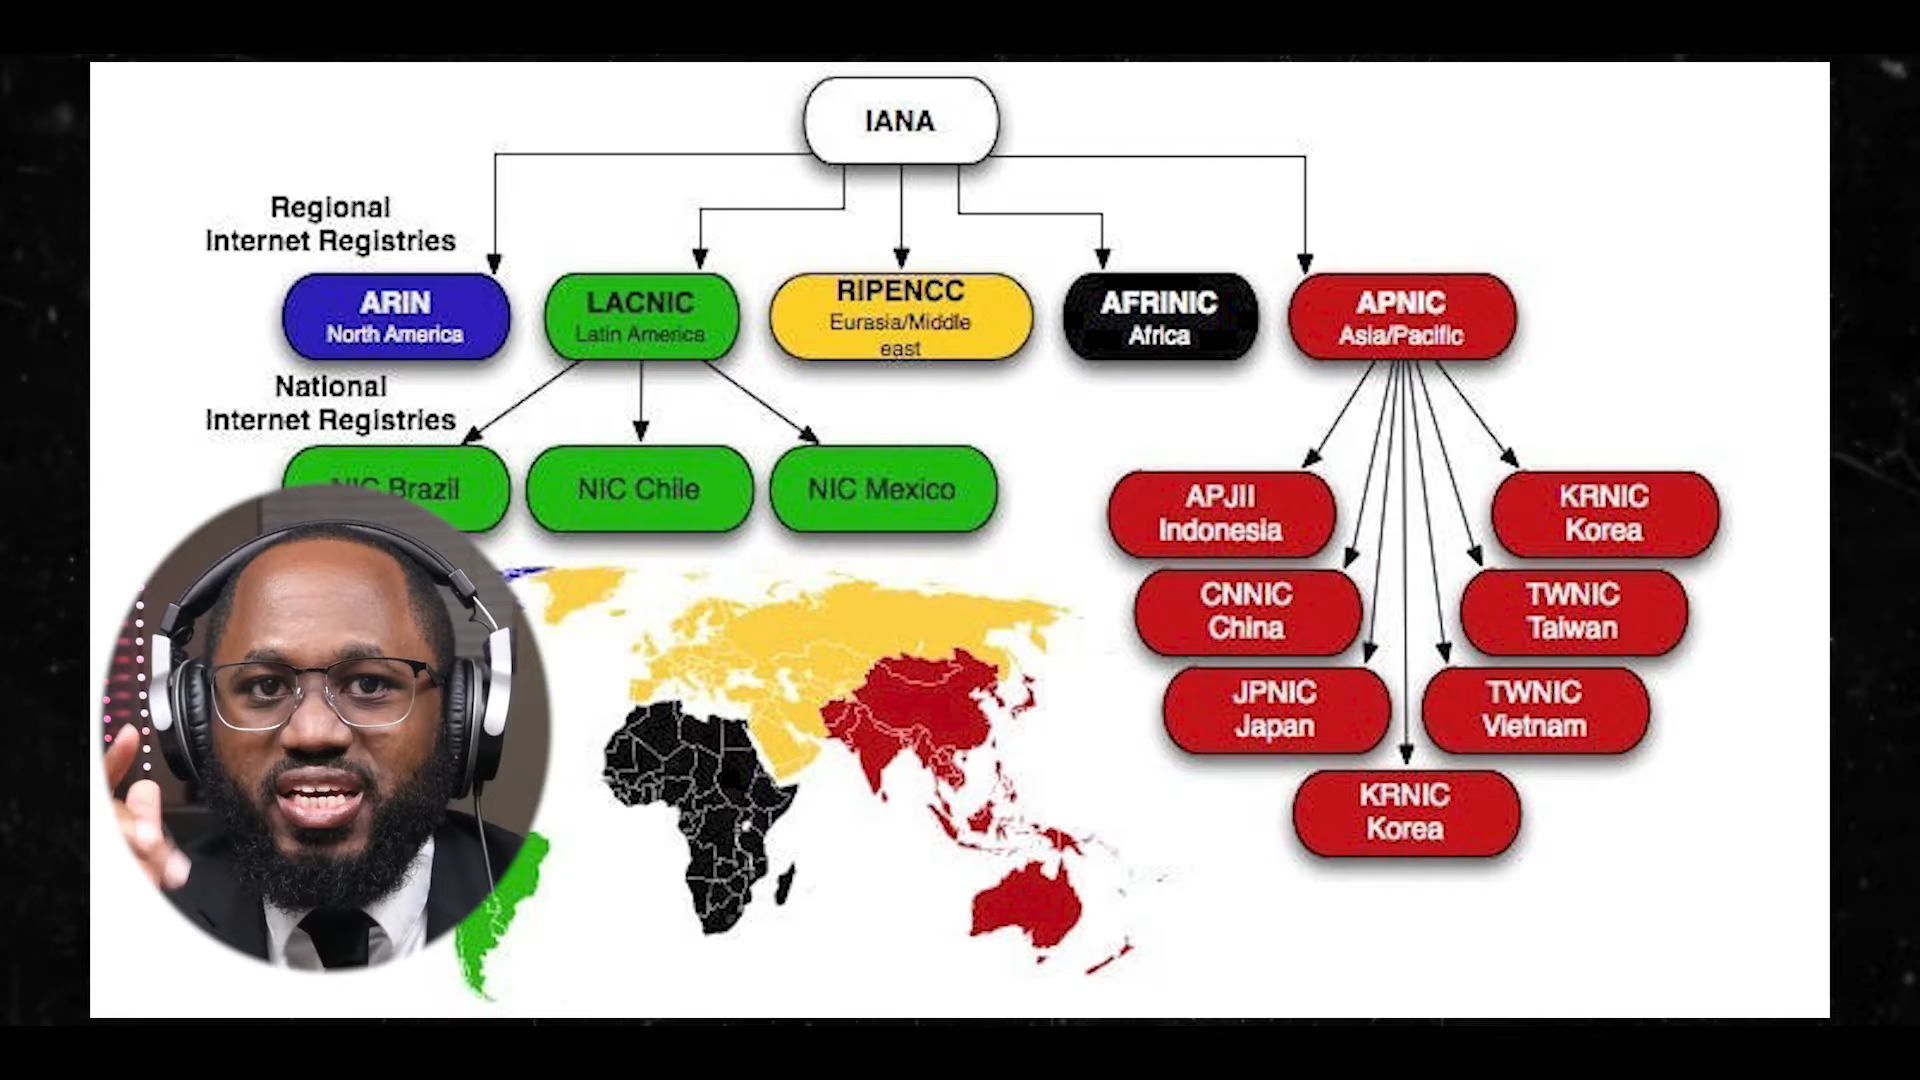 IANA
Regional
Internet Registries
ARIN
North America
LACNIC
Latin America
RIPENCC
Eurasia/Middle
east
AFRINIC
Africa
APNIC
Asia/Pacific
National
Internet Registries
NIC Brazil
NIC Chile
NIC Mexico
APJII
Indonesia
KRNIC
Korea
CNNIC
China
TWNIC
Taiwan
JPNIC
Japan
TWNIC
Vietnam
KRNIC
Korea